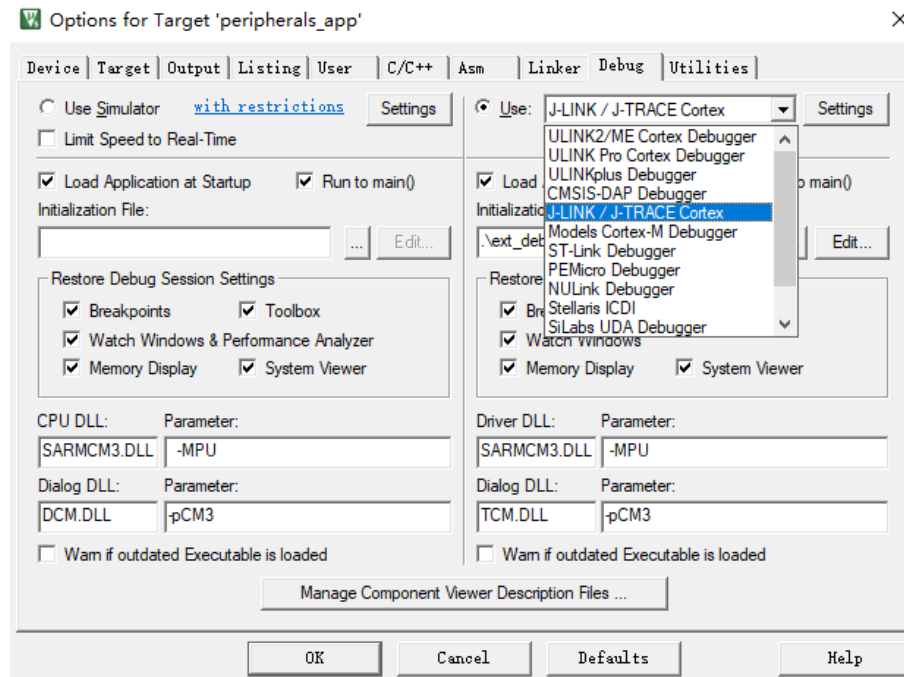 Options for Target 'peripherals_app'
Device Target Output Listing User C/C++ Asm Linker Debug Utilities
Use Simulator with restrictions Settings
Limit Speed to Real-Time
Use: J-LINK / J-TRACE Cortex Settings
ULINK2/ME Cortex Debugger
ULINK Pro Cortex Debugger
ULINKplus Debugger
CMSIS-DAP Debugger
J-LINK / J-TRACE Cortex
Models Cortex-M Debugger
ST-Link Debugger
PEMicro Debugger
NULink Debugger
Stellaris ICDI
SiLabs UDA Debugger
Load Application at Startup Run to main()
Initialization File:
... Edit...
Restore Debug Session Settings
Breakpoints Toolbox
Watch Windows & Performance Analyzer
Memory Display System Viewer
Load main()
.\ext_deb Edit...
Restore
Watch Windows
Memory Display System Viewer
CPU DLL: Parameter:
SARMCM3.DLL -MPU
Dialog DLL: Parameter:
DCM.DLL -pCM3
Warn if outdated Executable is loaded
Driver DLL: Parameter:
SARMCM3.DLL -MPU
Dialog DLL: Parameter:
TCM.DLL -pCM3
Warn if outdated Executable is loaded
Manage Component Viewer Description Files ...
OK Cancel Defaults Help